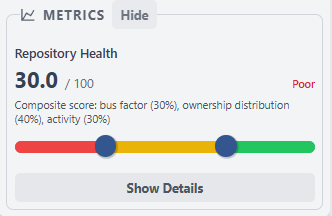 METRICS Hide
Repository Health
30.0 / 100 Poor
Composite score: bus factor (30%), ownership distribution
(40%), activity (30%)
Show Details